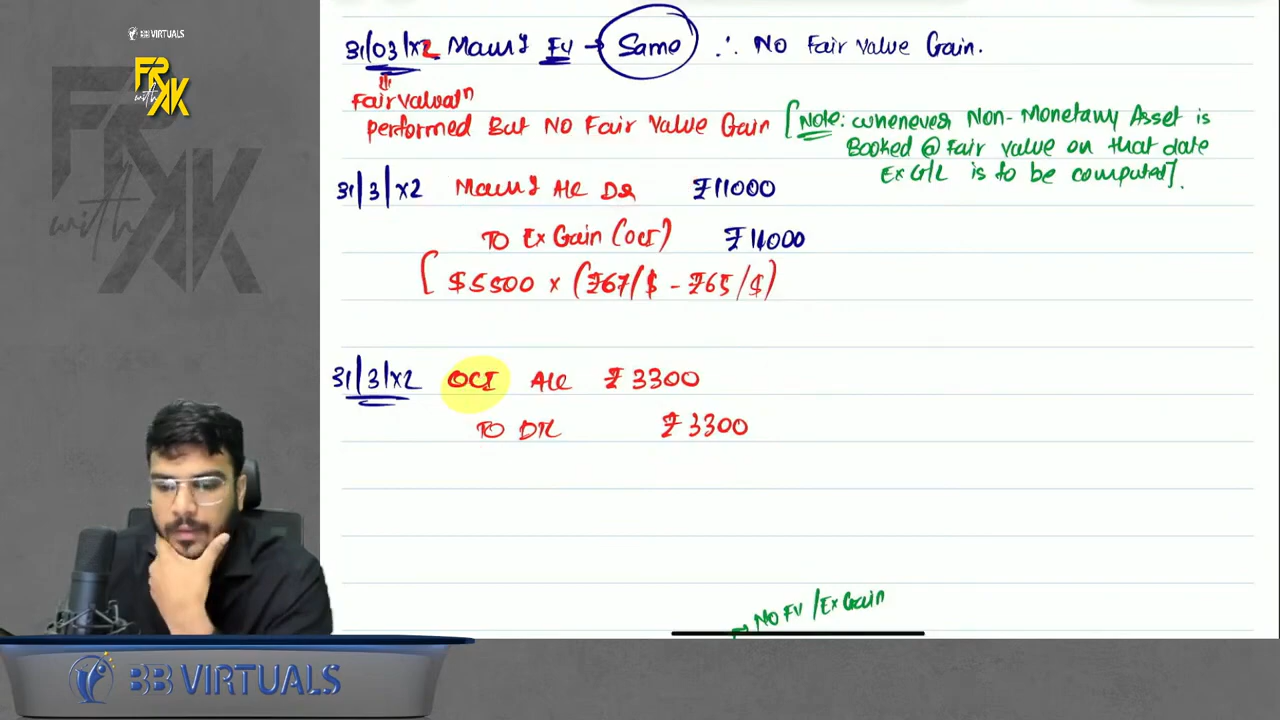 BB VIRTUALS
FR
with
AK
31/03/x2 Mau'l FV → Same ∴ NO Fair Value Gain.
Fair Valuatn
performed But NO Fair Value Gain
[Note: Whenever Non-Monetary Asset is
Booked @ Fair value on that date
Ex G/L is to be computed].
31/3/x2 A/c Dr ₹11000
TO Ex Gain (OCI) ₹11000
[$5500 × (₹67/$ - ₹65/$)
31/3/x2 OCI A/c ₹3300
TO DTL ₹3300
→ NO FV/Ex Gain
BB VIRTUALS